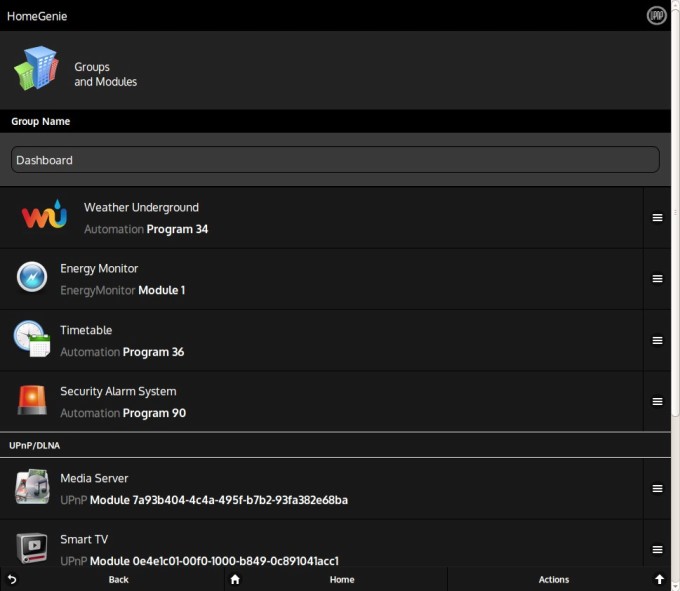 HomeGenie
UPnP
Groups
and Modules
Group Name
Dashboard
Weather Underground
Automation Program 34
Energy Monitor
EnergyMonitor Module 1
Timetable
Automation Program 36
Security Alarm System
Automation Program 90
UPnP/DLNA
Media Server
UPnP Module 7a93b404-4c4a-495f-b7b2-93fa382e68ba
Smart TV
UPnP Module 0e4e1c01-00f0-1000-b849-0c891041acc1
Back
Home
Actions